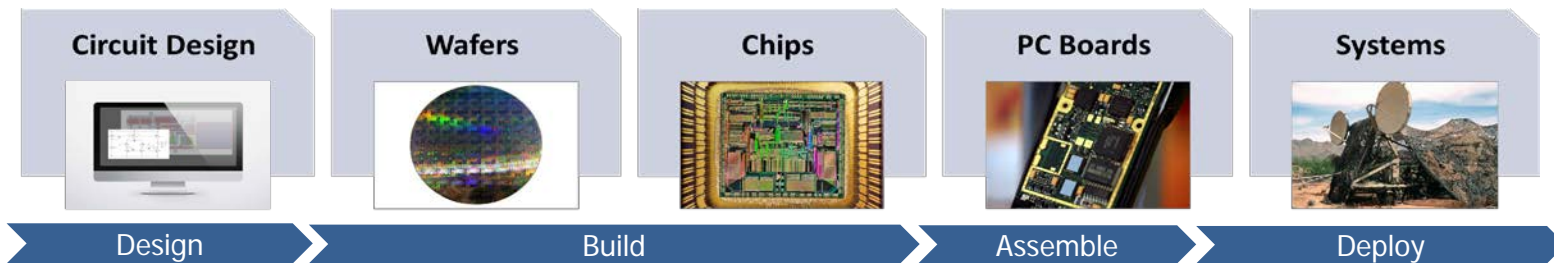 Circuit Design
Wafers
Chips
PC Boards
Systems
Design
Build
Assemble
Deploy